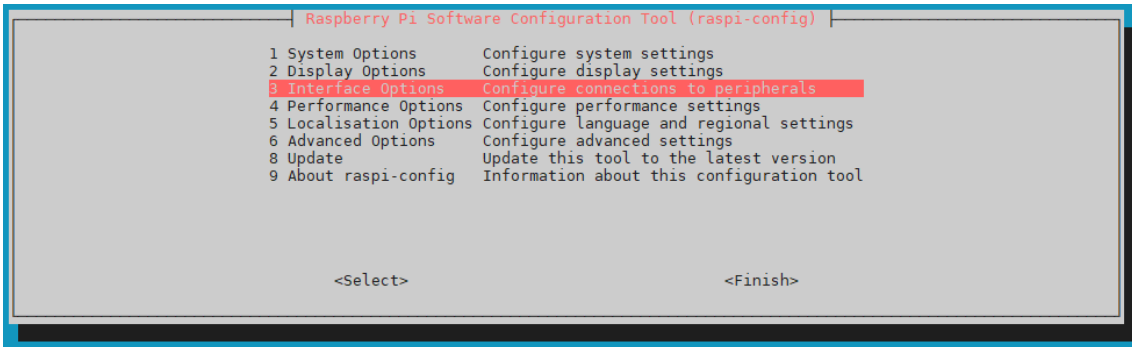 Raspberry Pi Software Configuration Tool (raspi-config)
1 System Options Configure system settings
2 Display Options Configure display settings
3 Interface Options Configure connections to peripherals
4 Performance Options Configure performance settings
5 Localisation Options Configure language and regional settings
6 Advanced Options Configure advanced settings
8 Update Update this tool to the latest version
9 About raspi-config Information about this configuration tool
<Select> <Finish>